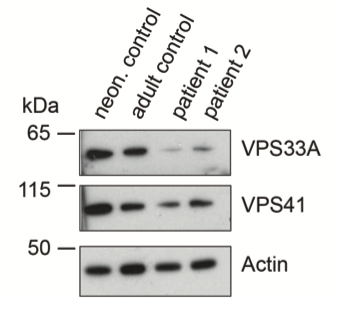 neon. control
adult control
patient 1
patient 2
kDa
65
VPS33A
115
VPS41
50
Actin